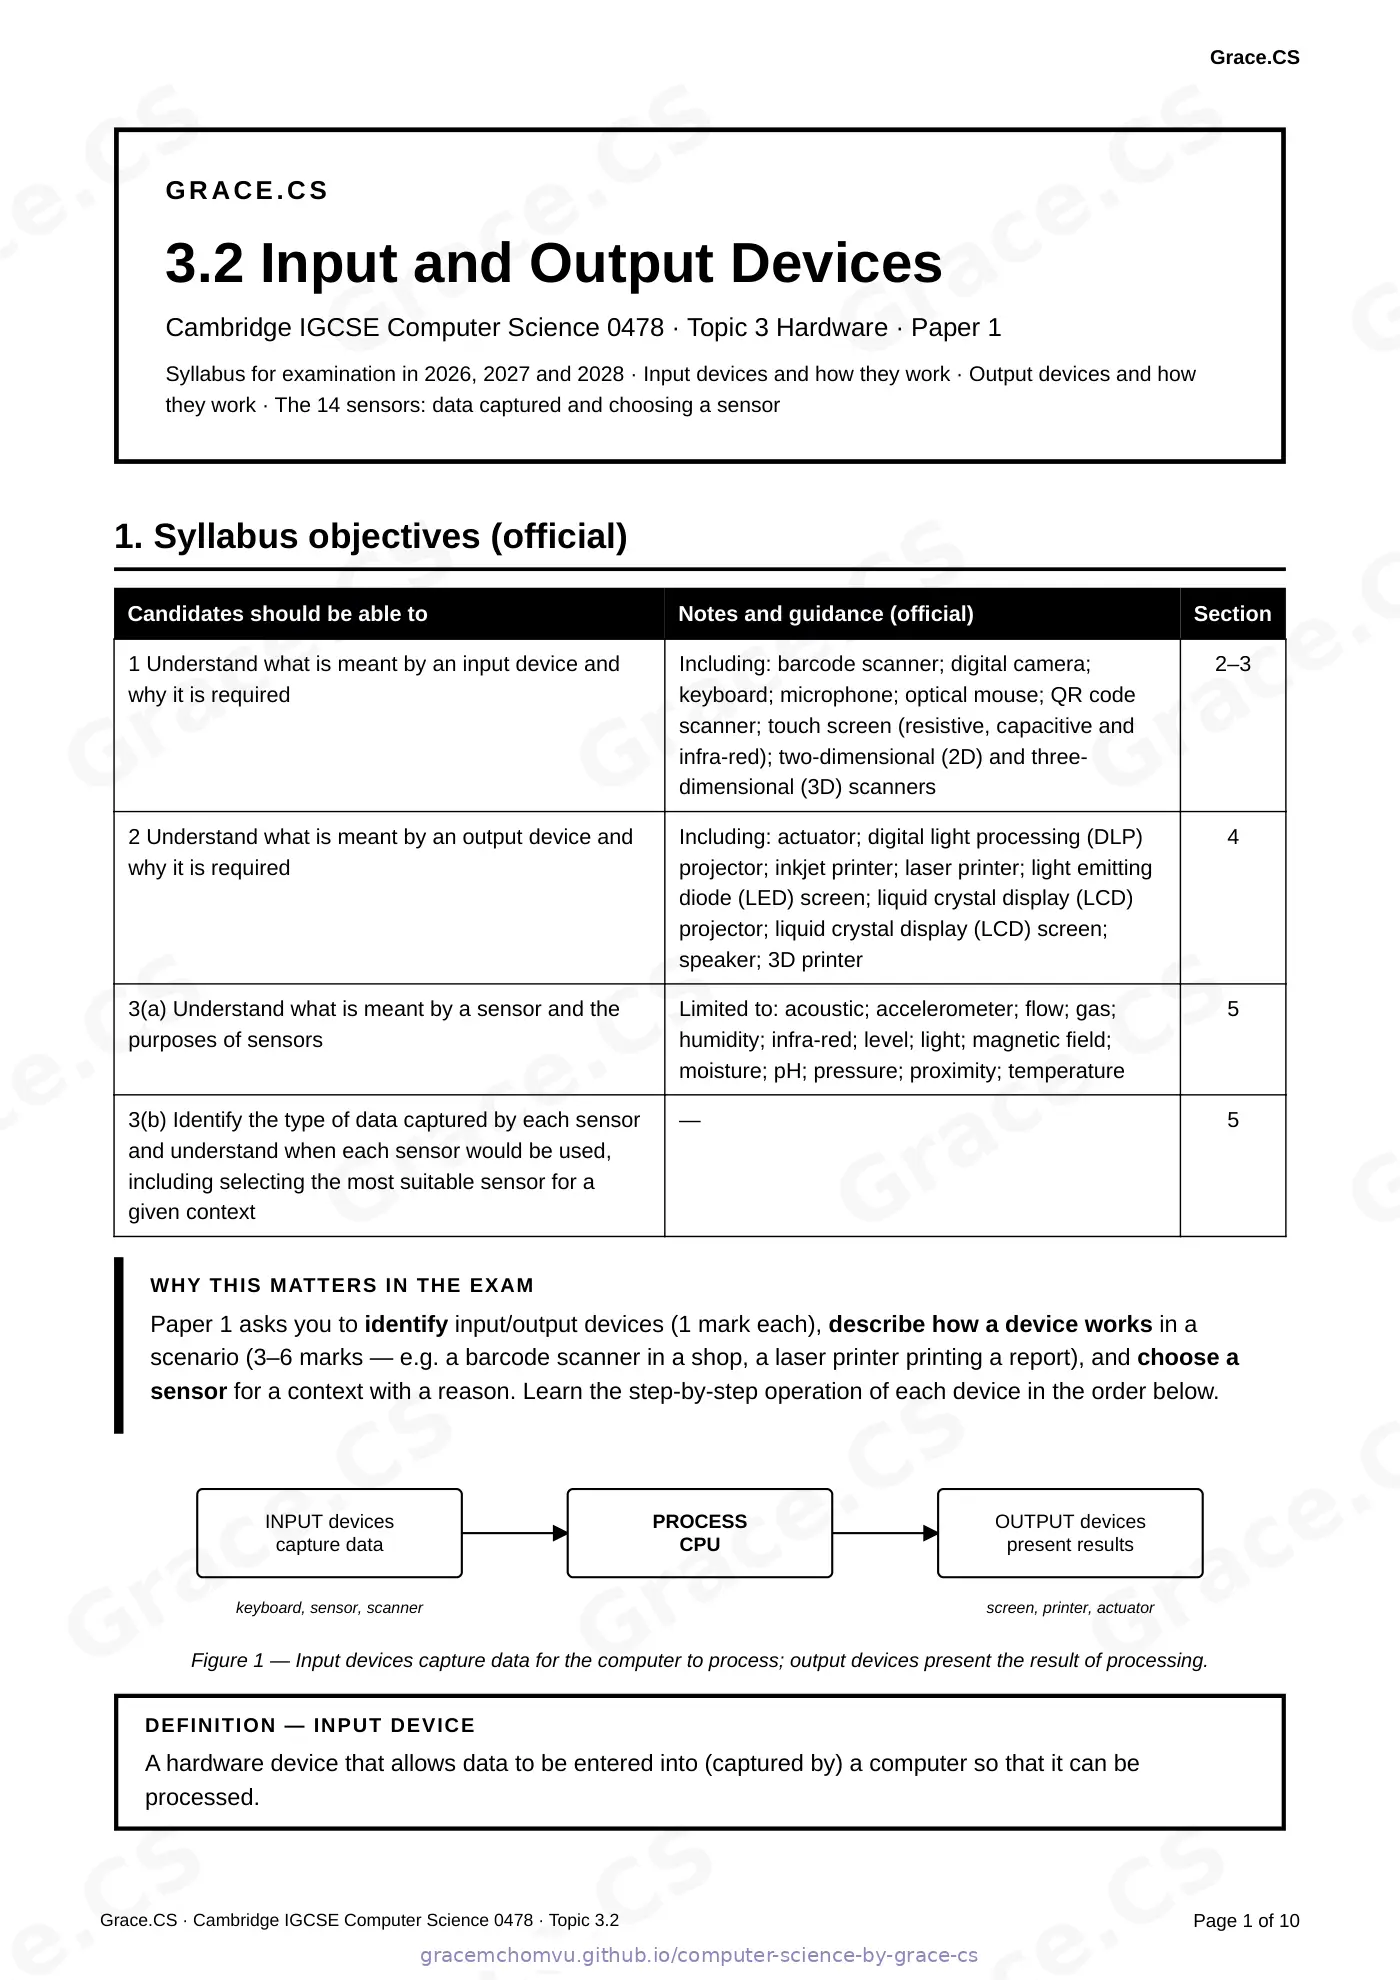 Grace.CS
GRACE.CS
3.2 Input and Output Devices
Cambridge IGCSE Computer Science 0478 · Topic 3 Hardware · Paper 1
Syllabus for examination in 2026, 2027 and 2028 · Input devices and how they work · Output devices and how
they work · The 14 sensors: data captured and choosing a sensor
1. Syllabus objectives (official)
Candidates should be able to
Notes and guidance (official)
Section
1 Understand what is meant by an input device and
why it is required
Including: barcode scanner; digital camera;
keyboard; microphone; optical mouse; QR code
scanner; touch screen (resistive, capacitive and
infra-red); two-dimensional (2D) and three-
dimensional (3D) scanners
2–3
2 Understand what is meant by an output device and
why it is required
Including: actuator; digital light processing (DLP)
projector; inkjet printer; laser printer; light emitting
diode (LED) screen; liquid crystal display (LCD)
projector; liquid crystal display (LCD) screen;
speaker; 3D printer
4
3(a) Understand what is meant by a sensor and the
purposes of sensors
Limited to: acoustic; accelerometer; flow; gas;
humidity; infra-red; level; light; magnetic field;
moisture; pH; pressure; proximity; temperature
5
3(b) Identify the type of data captured by each sensor
and understand when each sensor would be used,
including selecting the most suitable sensor for a
given context
—
5
WHY THIS MATTERS IN THE EXAM
Paper 1 asks you to identify input/output devices (1 mark each), describe how a device works in a
scenario (3–6 marks — e.g. a barcode scanner in a shop, a laser printer printing a report), and choose a
sensor for a context with a reason. Learn the step-by-step operation of each device in the order below.
INPUT devices
capture data
PROCESS
CPU
OUTPUT devices
present results
keyboard, sensor, scanner
screen, printer, actuator
Figure 1 — Input devices capture data for the computer to process; output devices present the result of processing.
DEFINITION — INPUT DEVICE
A hardware device that allows data to be entered into (captured by) a computer so that it can be
processed.
Grace.CS · Cambridge IGCSE Computer Science 0478 · Topic 3.2
Page 1 of 10
gracemchomvu.github.io/computer-science-by-grace-cs